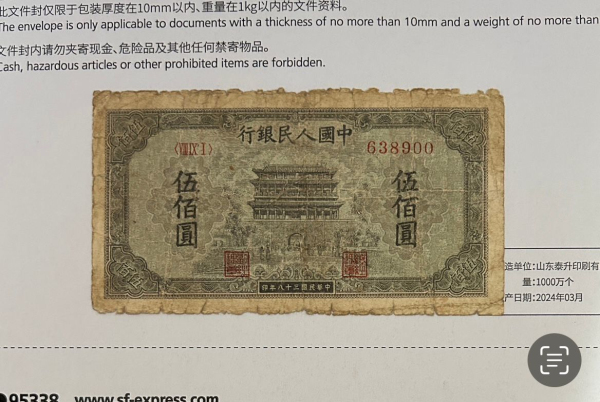 此文件封仅限于包装厚度在10mm以内、重量在1kg以内的文件资料。
The envelope is only applicable to documents with a thickness of no more than 10mm and a weight of no more than
文件封内请勿夹寄现金、危险品及其他任何禁寄物品。
Cash, hazardous articles or other prohibited items are forbidden.
行銀民人國中
638900
伍佰圓
伍佰圓
印年八十三國民華中
造单位:山东泰升印刷有
量:1000万个
产日期:2024年03月
95338 www.sf-express.com